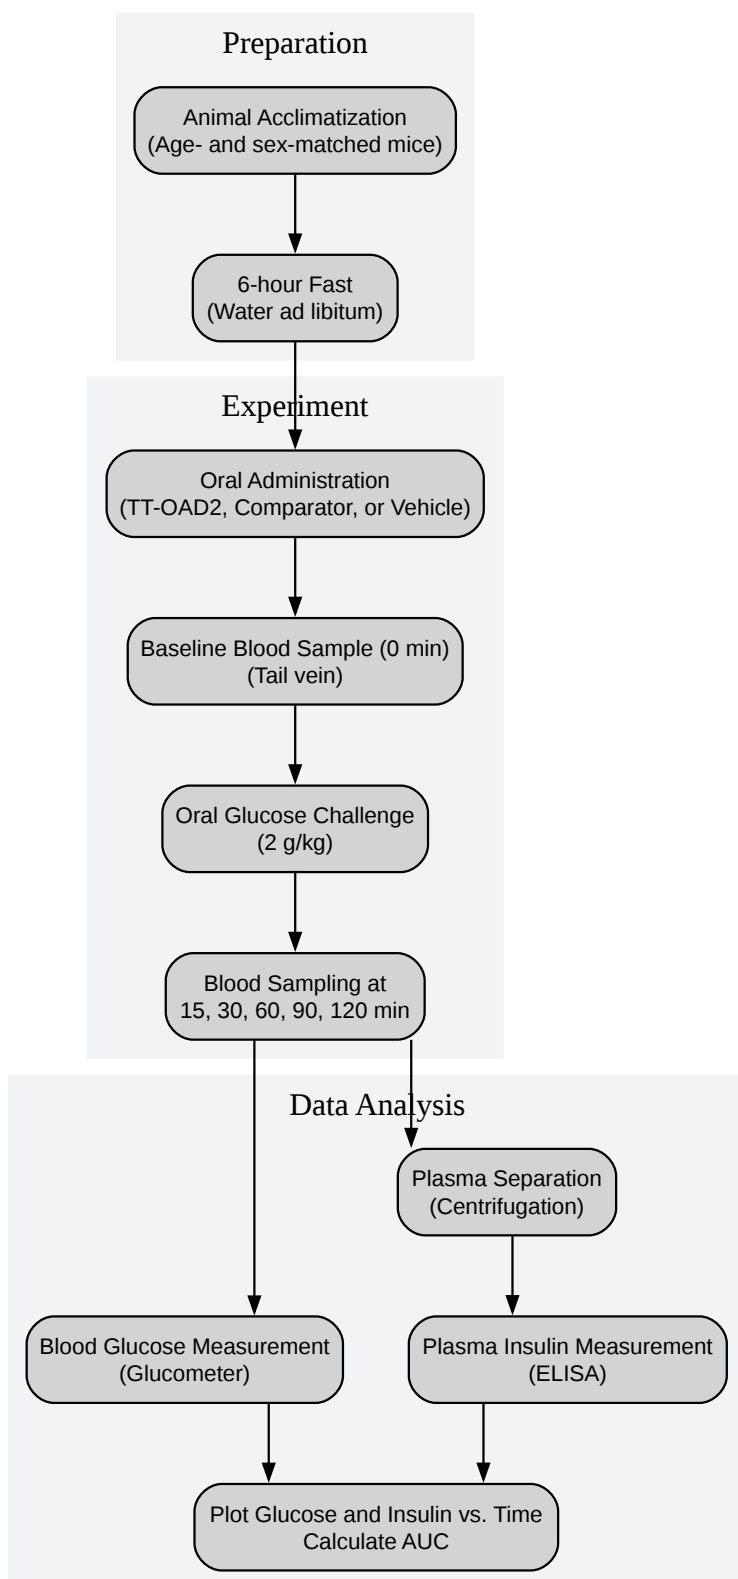 Preparation
Animal Acclimatization
(Age- and sex-matched mice)
6-hour Fast
(Water ad libitum)
Experiment
Oral Administration
(TT-OAD2, Comparator, or Vehicle)
Baseline Blood Sample (0 min)
(Tail vein)
Oral Glucose Challenge
(2 g/kg)
Blood Sampling at
15, 30, 60, 90, 120 min
Data Analysis
Plasma Separation
(Centrifugation)
Blood Glucose Measurement
(Glucometer)
Plasma Insulin Measurement
(ELISA)
Plot Glucose and Insulin vs. Time
Calculate AUC